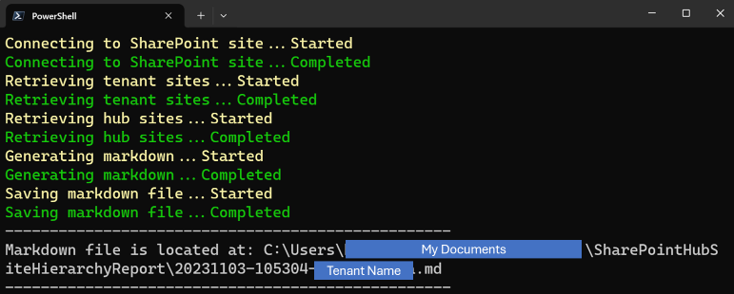 PowerShell
Connecting to SharePoint site ... Started
Connecting to SharePoint site ... Completed
Retrieving tenant sites ... Started
Retrieving tenant sites ... Completed
Retrieving hub sites ... Started
Retrieving hub sites ... Completed
Generating markdown ... Started
Generating markdown ... Completed
Saving markdown file ... Started
Saving markdown file ... Completed
--------------------------------------------------
Markdown file is located at: C:\Users\ My Documents \SharePointHubS
iteHierarchyReport\20231103-105304- Tenant Name .md
--------------------------------------------------